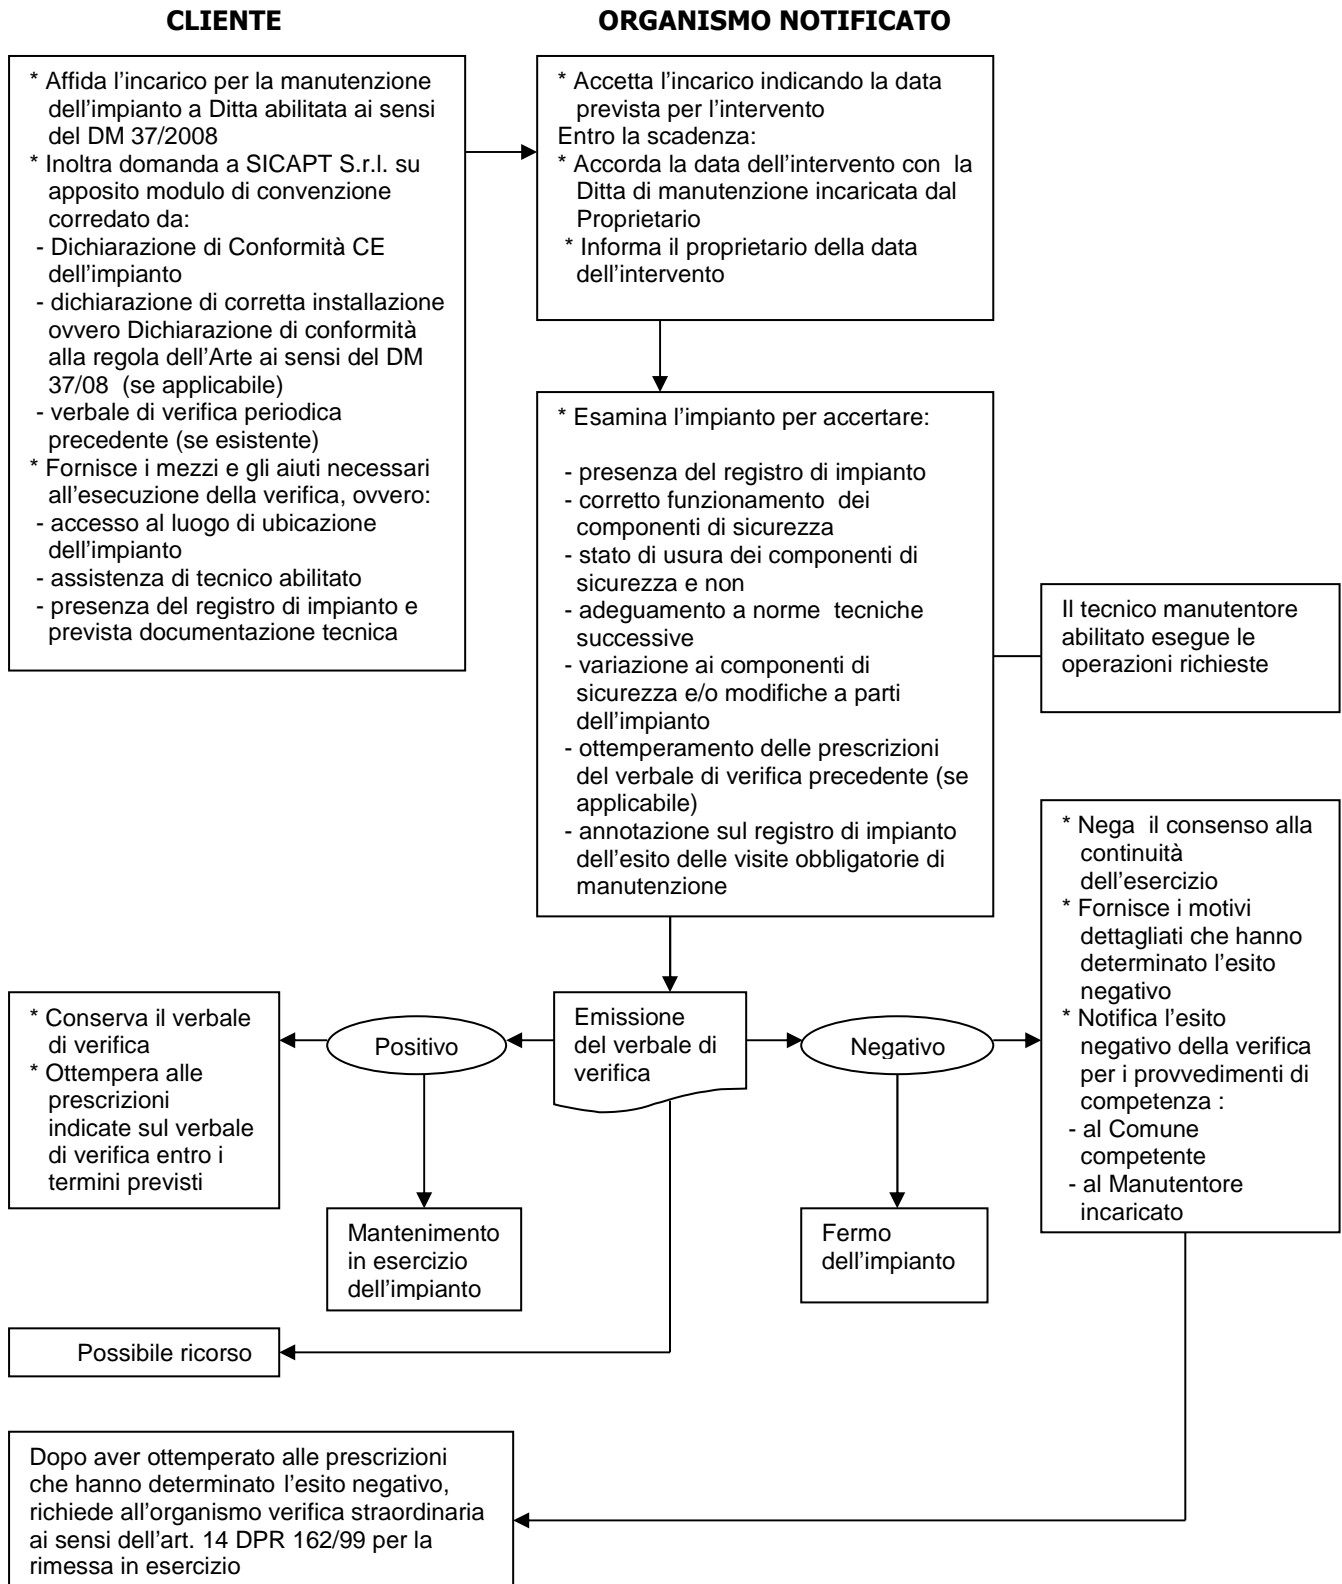 CLIENTE
ORGANISMO NOTIFICATO
* Affida l'incarico per la manutenzione
dell'impianto a Ditta abilitata ai sensi
del DM 37/2008
* Inoltra domanda a SICAPT S.r.l. su
apposito modulo di convenzione
corredato da:
- Dichiarazione di Conformità CE
dell'impianto
- dichiarazione di corretta installazione
ovvero Dichiarazione di conformità
alla regola dell'Arte ai sensi del DM
37/08 (se applicabile)
- verbale di verifica periodica
precedente (se esistente)
* Fornisce i mezzi e gli aiuti necessari
all'esecuzione della verifica, ovvero:
- accesso al luogo di ubicazione
dell'impianto
- assistenza di tecnico abilitato
- presenza del registro di impianto e
prevista documentazione tecnica
* Accetta l'incarico indicando la data
prevista per l'intervento
Entro la scadenza:
* Accorda la data dell'intervento con la
Ditta di manutenzione incaricata dal
Proprietario
* Informa il proprietario della data
dell'intervento
* Esamina l'impianto per accertare:
- presenza del registro di impianto
- corretto funzionamento dei
componenti di sicurezza
- stato di usura dei componenti di
sicurezza e non
- adeguamento a norme tecniche
successive
- variazione ai componenti di
sicurezza e/o modifiche a parti
dell'impianto
- ottemperamento delle prescrizioni
del verbale di verifica precedente (se
applicabile)
- annotazione sul registro di impianto
dell'esito delle visite obbligatorie di
manutenzione
Il tecnico manutentore
abilitato esegue le
operazioni richieste
* Nega il consenso alla
continuità
dell'esercizio
* Fornisce i motivi
dettagliati che hanno
determinato l'esito
negativo
* Notifica l'esito
negativo della verifica
per i provvedimenti di
competenza :
- al Comune
competente
- al Manutentore
incaricato
* Conserva il verbale
di verifica
* Ottempera alle
prescrizioni
indicate sul verbale
di verifica entro i
termini previsti
Positivo
Emissione
del verbale di
verifica
Negativo
Mantenimento
in esercizio
dell'impianto
Fermo
dell'impianto
Possibile ricorso
Dopo aver ottemperato alle prescrizioni
che hanno determinato l'esito negativo,
richiede all'organismo verifica straordinaria
ai sensi dell'art. 14 DPR 162/99 per la
rimessa in esercizio